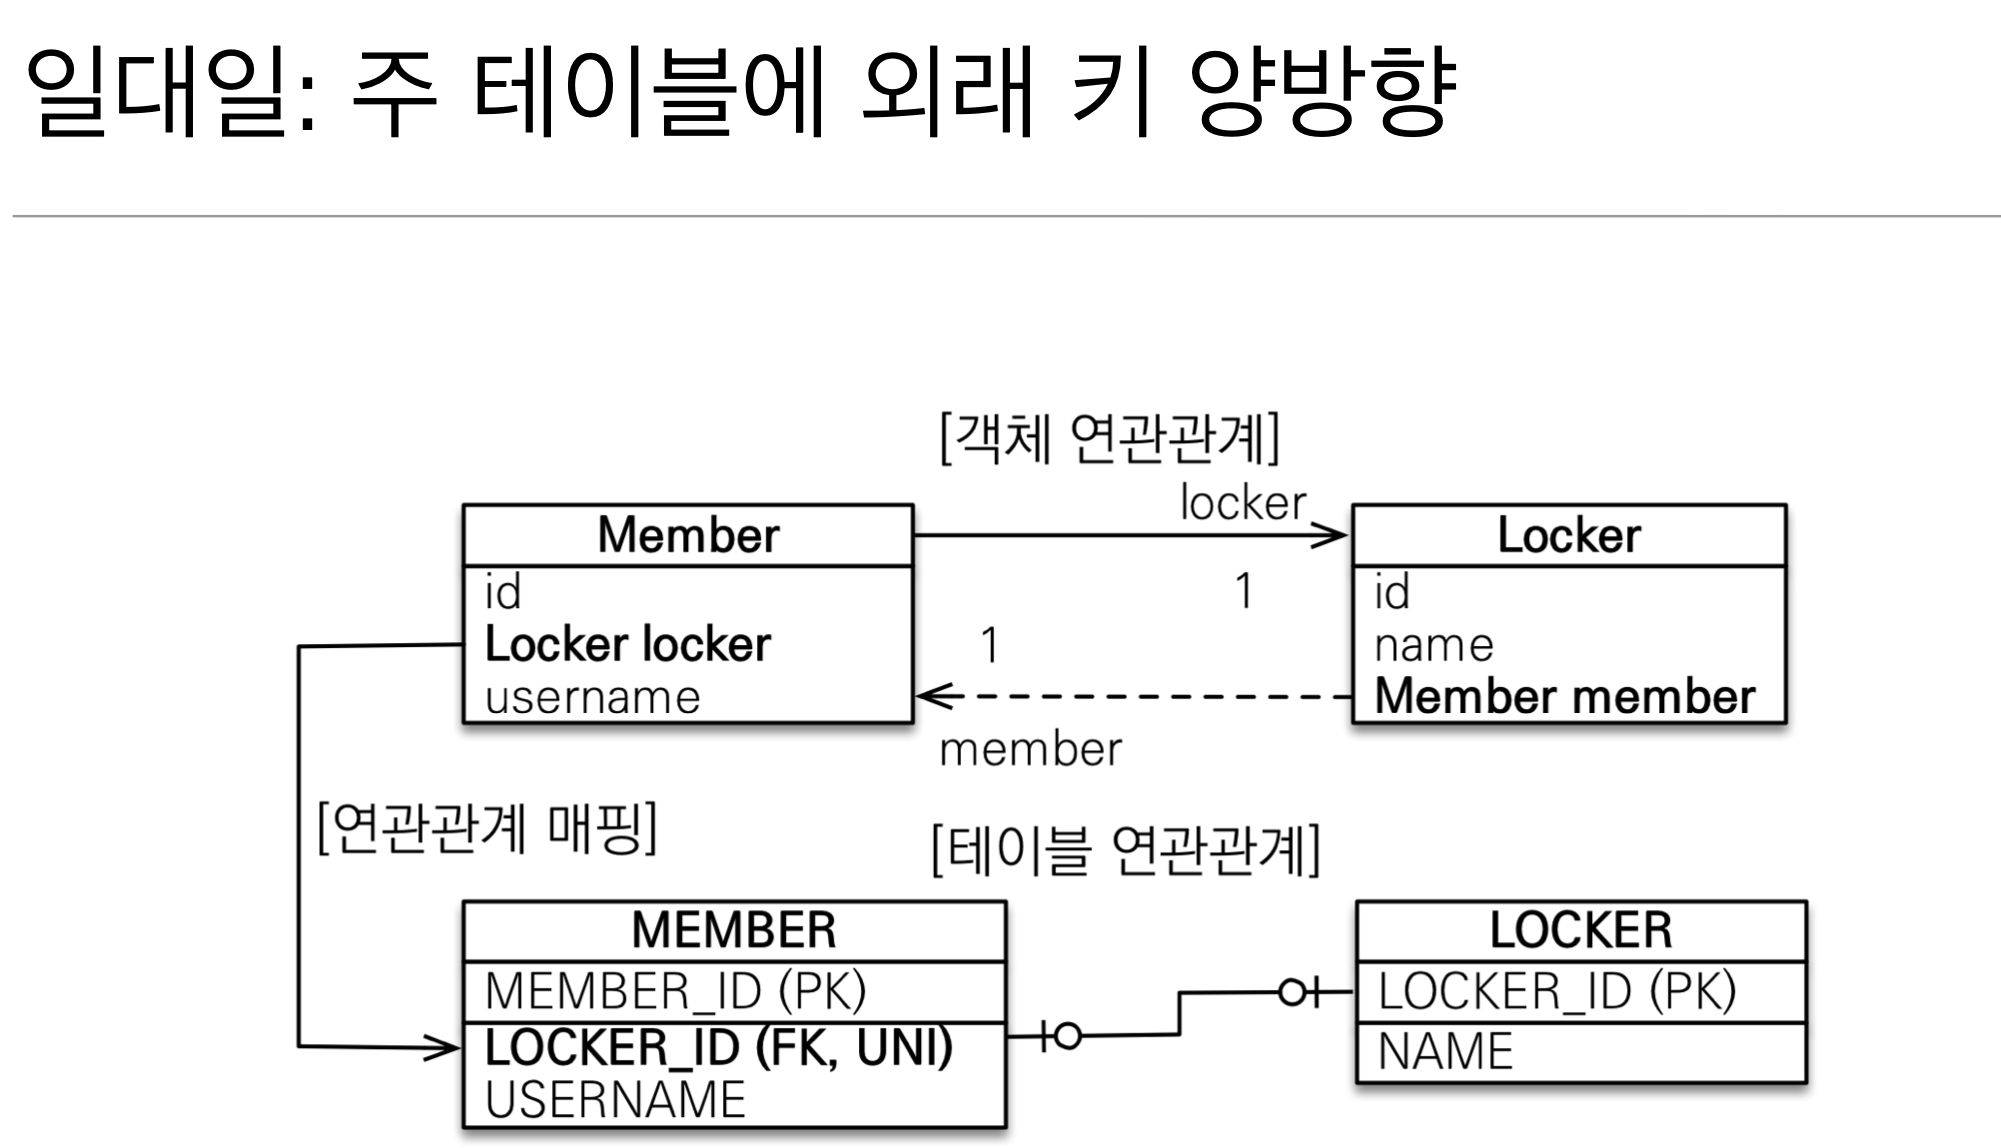 일대일: 주 테이블에 외래 키 양방향
[객체 연관관계]
locker
Member
id
Locker locker
username
1
1
member
Locker
id
name
Member member
[연관관계 매핑]
[테이블 연관관계]
MEMBER
MEMBER_ID (PK)
LOCKER_ID (FK, UNI)
USERNAME
LOCKER
LOCKER_ID (PK)
NAME